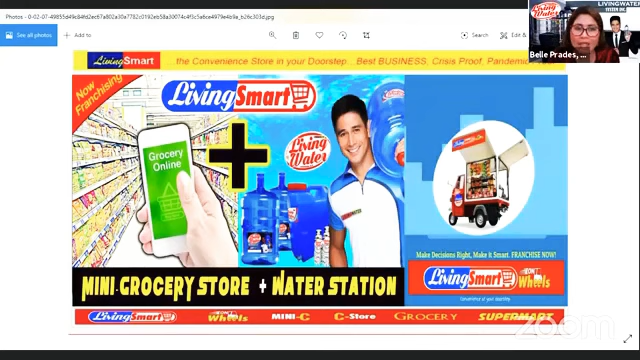 Photos - 0-02-07-49855d49c84fd2ec67a802a30a7782c0192eb58a30074c4f3c5a6ce4979e4b9a_b26c303d.jpg
See all photos
Add to
Search
Edit &
LIVINGWATER
Living Water
Belle Prades, ...
LivingSmart the Convenience Store in your Doorstep... Best BUSINESS, Crisis Proof, Pandemic
Now Franchising
LivingSmart
Grocery Online
+
Living Water
MINI-GROCERY STORE + WATER STATION
Make Decisions Right, Make it Smart. FRANCHISE NOW!
LivingSmart Wheels
Convenience at your doorstep.
LivingSmart Wheels MINI-C C-Store GROCERY SUPERMART
zoom